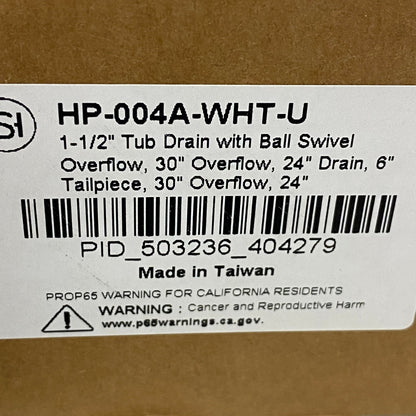 SH
HP-004A-WHT-U
1-1/2" Tub Drain with Ball Swivel
Overflow, 30" Overflow, 24" Drain, 6"
Tailpiece, 30" Overflow, 24"
PID_503236_404279
Made in Taiwan
PROP65 WARNING FOR CALIFORNIA RESIDENTS
WARNING : Cancer and Reproductive Harm
www.p65warnings.ca.gov.